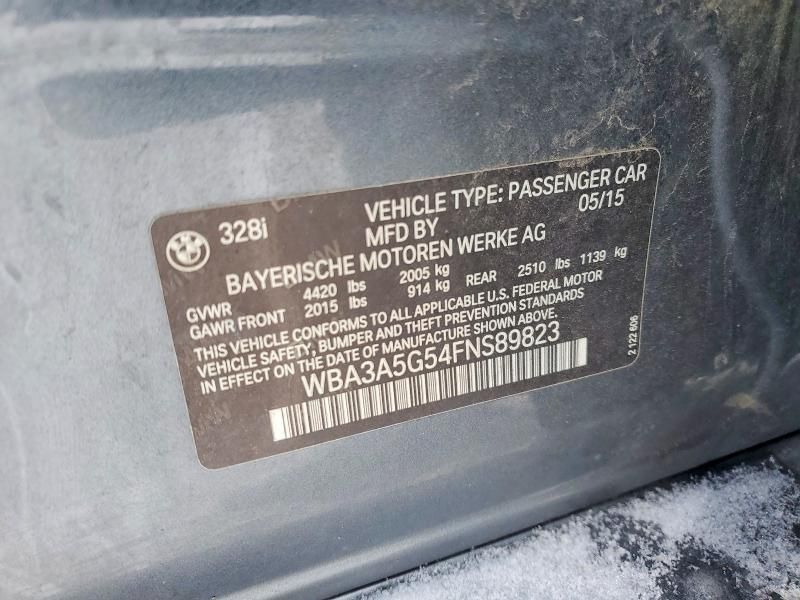 BMW
328i
VEHICLE TYPE: PASSENGER CAR
MFD BY 05/15
BAYERISCHE MOTOREN WERKE AG
GVWR 4420 lbs 2005 kg
GAWR FRONT 2015 lbs 914 kg REAR 2510 lbs 1139 kg
THIS VEHICLE CONFORMS TO ALL APPLICABLE U.S. FEDERAL MOTOR
VEHICLE SAFETY, BUMPER AND THEFT PREVENTION STANDARDS
IN EFFECT ON THE DATE OF MANUFACTURE SHOWN ABOVE.
WBA3A5G54FNS89823
2 122 606